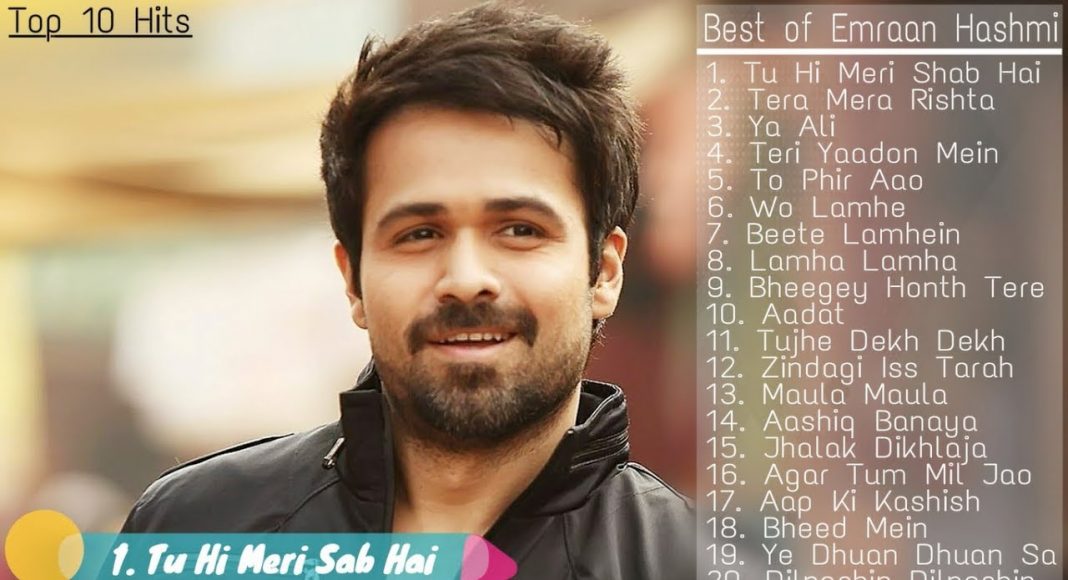 Top 10 Hits
Best of Emraan Hashmi
1. Tu Hi Meri Shab Hai
2. Tera Mera Rishta
3. Ya Ali
4. Teri Yaadon Mein
5. To Phir Aao
6. Wo Lamhe
7. Beete Lamhein
8. Lamha Lamha
9. Bheegey Honth Tere
10. Aadat
11. Tujhe Dekh Dekh
12. Zindagi Iss Tarah
13. Maula Maula
14. Aashiq Banaya
15. Jhalak Dikhlaja
16. Agar Tum Mil Jao
17. Aap Ki Kashish
18. Bheed Mein
19. Ye Dhuan Dhuan Sa
20. Dilnashin Dilnashin
1. Tu Hi Meri Sab Hai